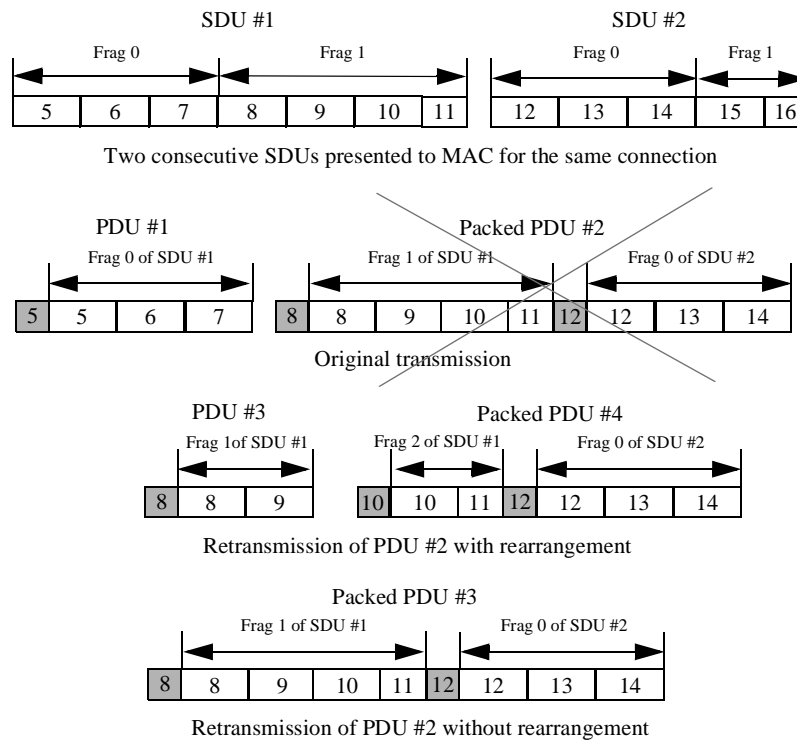 SDU #1 SDU #2
Frag 0 Frag 1 Frag 0 Frag 1
5 6 7 8 9 10 11 12 13 14 15 16
Two consecutive SDUs presented to MAC for the same connection
PDU #1 Packed PDU #2
Frag 0 of SDU #1 Frag 1 of SDU #1 Frag 0 of SDU #2
5 5 6 7 8 8 9 10 11 12 12 13 14
Original transmission
PDU #3 Packed PDU #4
Frag 1of SDU #1 Frag 2 of SDU #1 Frag 0 of SDU #2
8 8 9 10 10 11 12 12 13 14
Retransmission of PDU #2 with rearrangement
Packed PDU #3
Frag 1 of SDU #1 Frag 0 of SDU #2
8 8 9 10 11 12 12 13 14
Retransmission of PDU #2 without rearrangement